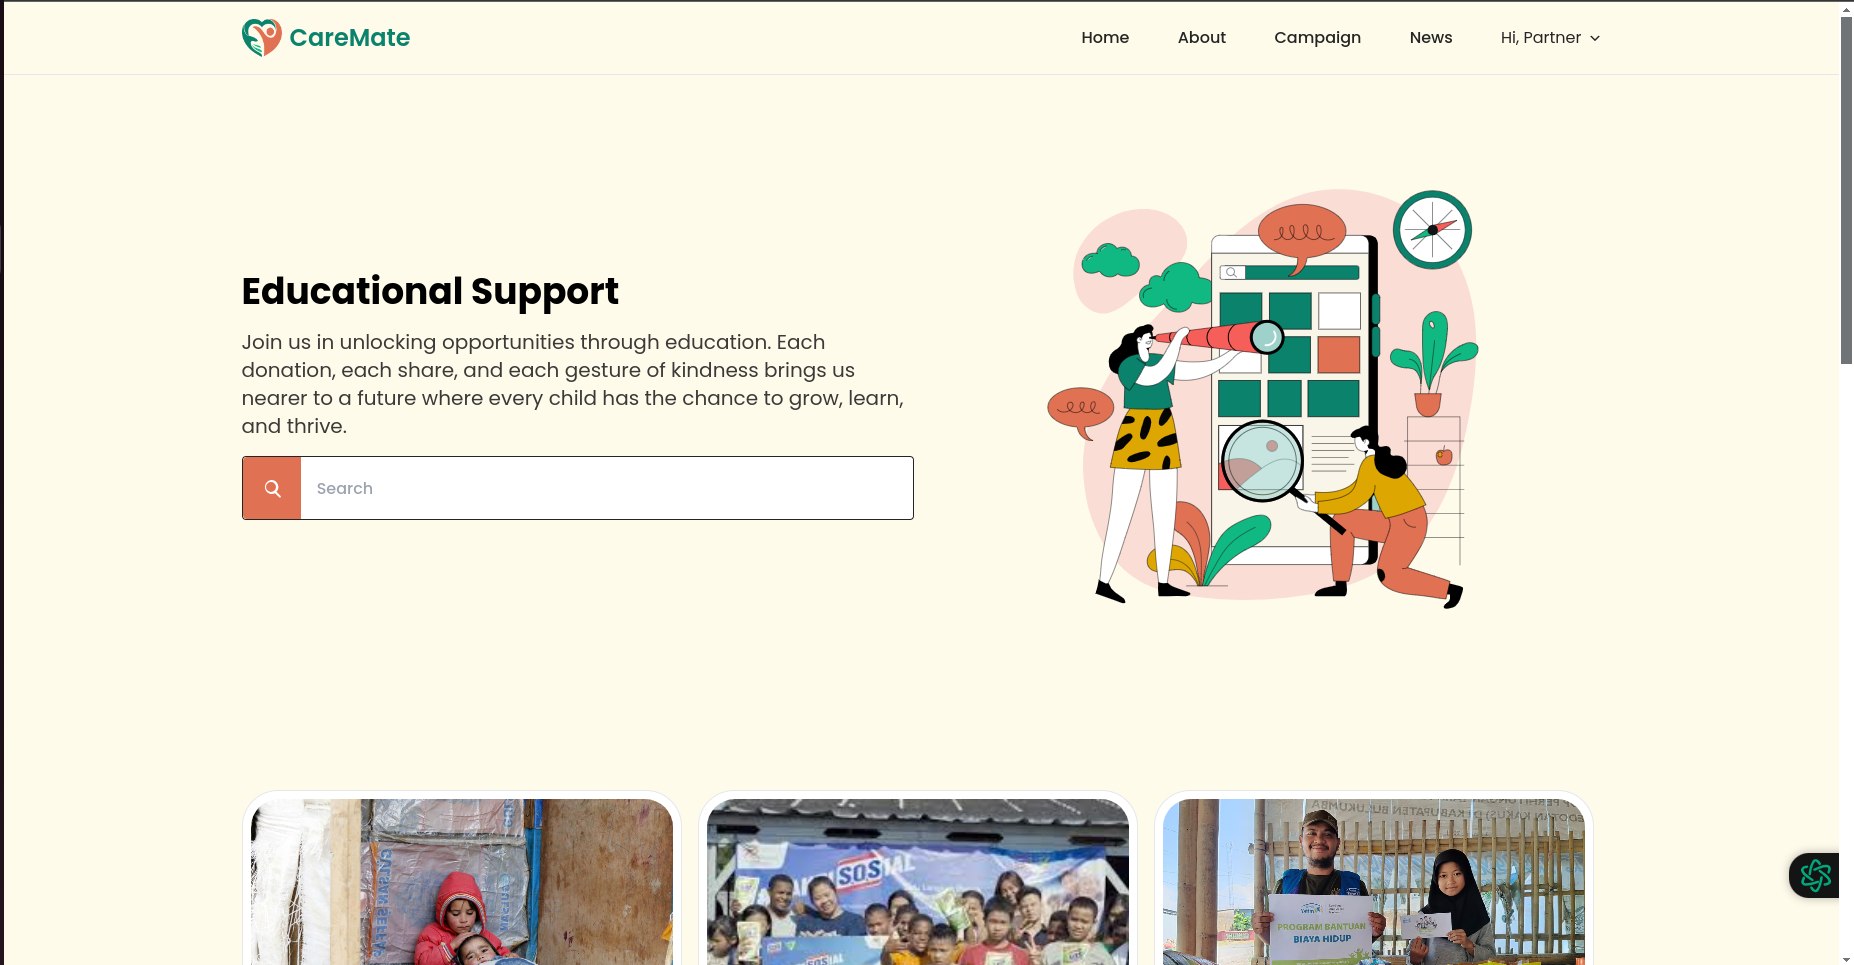 CareMate
Home About Campaign News Hi, Partner
Educational Support
Join us in unlocking opportunities through education. Each
donation, each share, and each gesture of kindness brings us
nearer to a future where every child has the chance to grow, learn,
and thrive.
Search
SOSIAL
SOSIAL
PROGRAM BANTUAN
BIAYA HIDUP